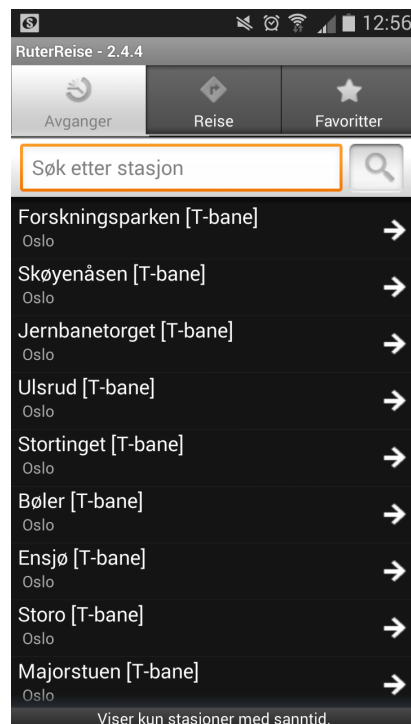 12:56
RuterReise - 2.4.4
Avganger Reise Favoritter
Søk etter stasjon
Forskningsparken [T-bane]
Oslo
Skøyenåsen [T-bane]
Oslo
Jernbanetorget [T-bane]
Oslo
Ulsrud [T-bane]
Oslo
Stortinget [T-bane]
Oslo
Bøler [T-bane]
Oslo
Ensjø [T-bane]
Oslo
Storo [T-bane]
Oslo
Majorstuen [T-bane]
Oslo
Viser kun stasjoner med sanntid.